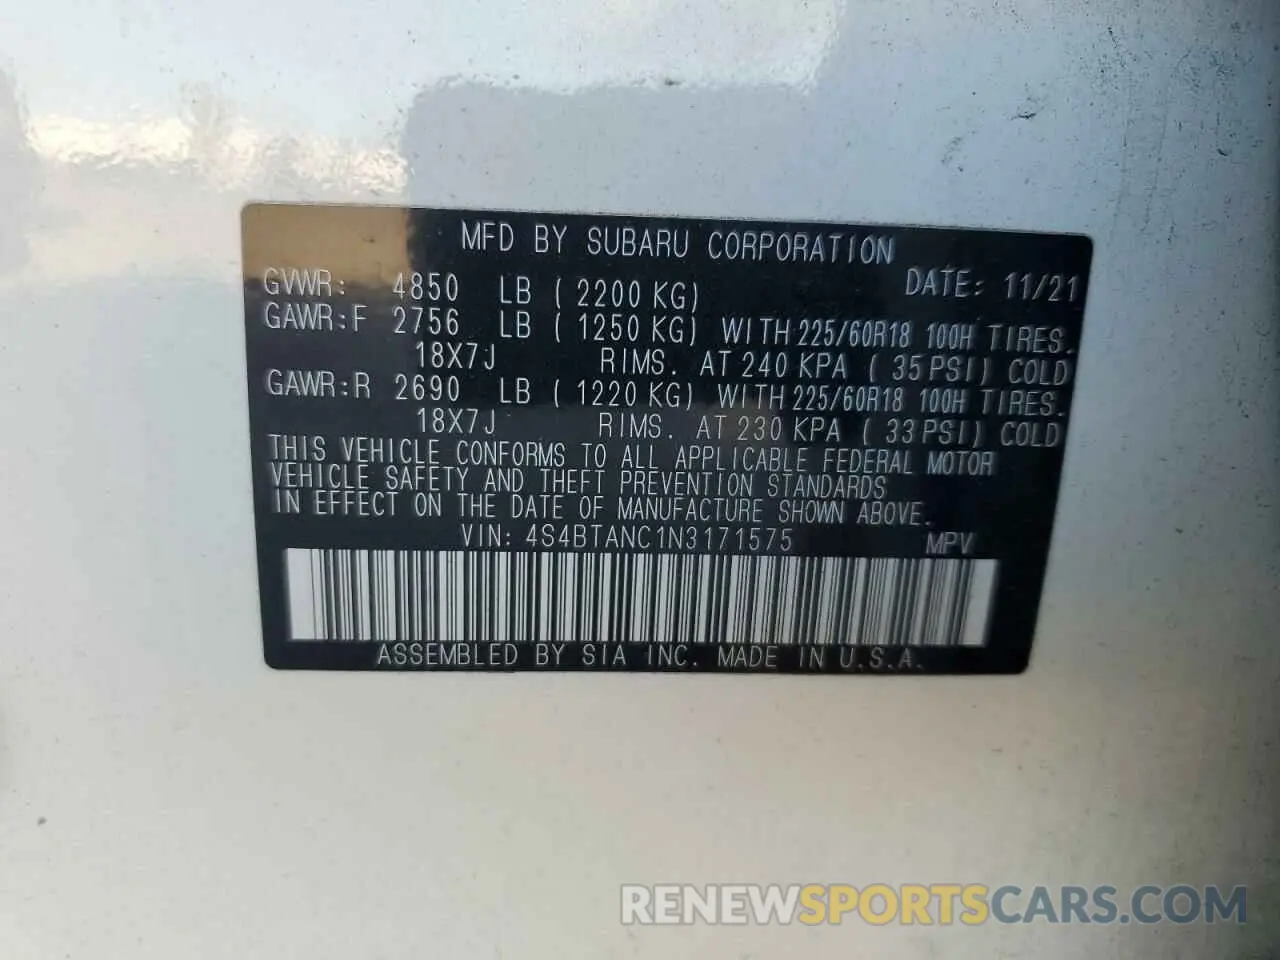 MFD BY SUBARU CORPORATION
DATE: 11/21
GVWR: 4850 LB (2200 KG)
GAWR:F 2756 LB (1250 KG) WITH 225/60R18 100H TIRES.
18X7J RIMS. AT 240 KPA (35 PSI) COLD
GAWR:R 2690 LB (1220 KG) WITH 225/60R18 100H TIRES.
18X7J RIMS. AT 230 KPA (33 PSI) COLD
THIS VEHICLE CONFORMS TO ALL APPLICABLE FEDERAL MOTOR
VEHICLE SAFETY AND THEFT PREVENTION STANDARDS
IN EFFECT ON THE DATE OF MANUFACTURE SHOWN ABOVE.
VIN: 4S4BTANC1N3171575 MPV
ASSEMBLED BY SIA INC. MADE IN U.S.A.
RENEWSPORTSCARS.COM